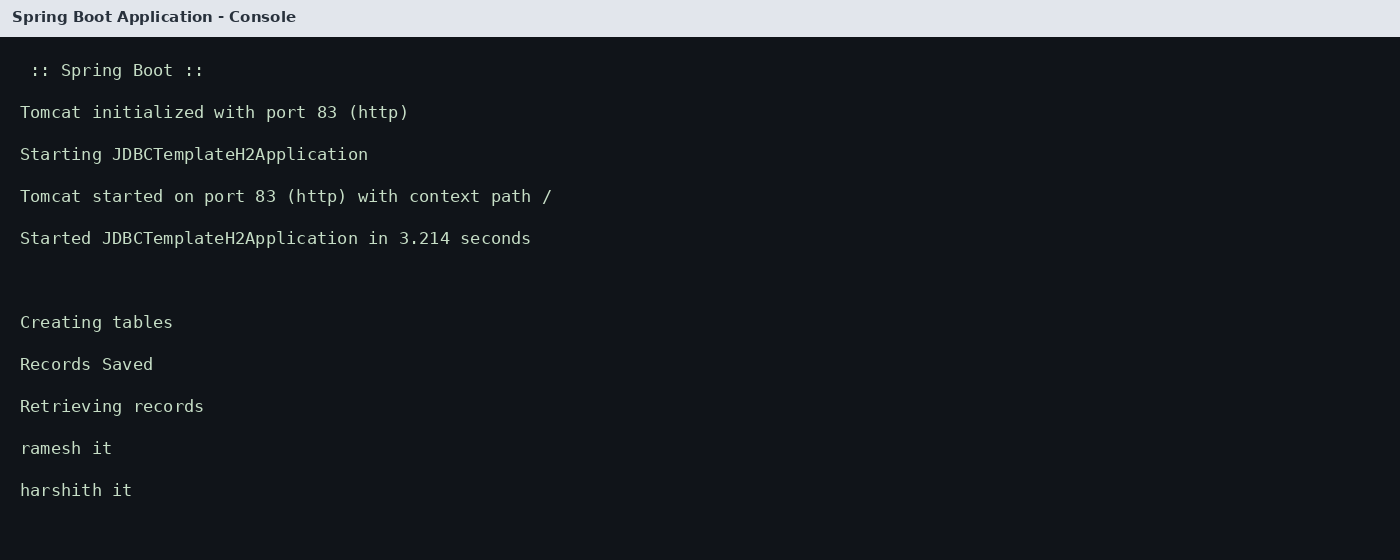 Spring Boot Application - Console
:: Spring Boot ::
Tomcat initialized with port 83 (http)
Starting JDBCTemplateH2Application
Tomcat started on port 83 (http) with context path /
Started JDBCTemplateH2Application in 3.214 seconds
Creating tables
Records Saved
Retrieving records
ramesh it
harshith it